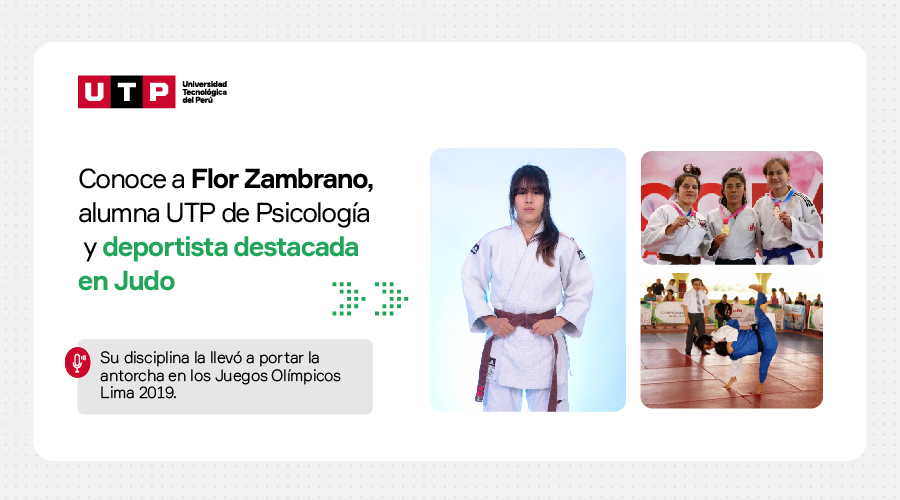 UTP
Universidad
Tecnológica
del Perú
Conoce a Flor Zambrano,
alumna UTP de Psicología
y deportista destacada
en Judo
Su disciplina la llevó a portar la
antorcha en los Juegos Olímpicos
Lima 2019.